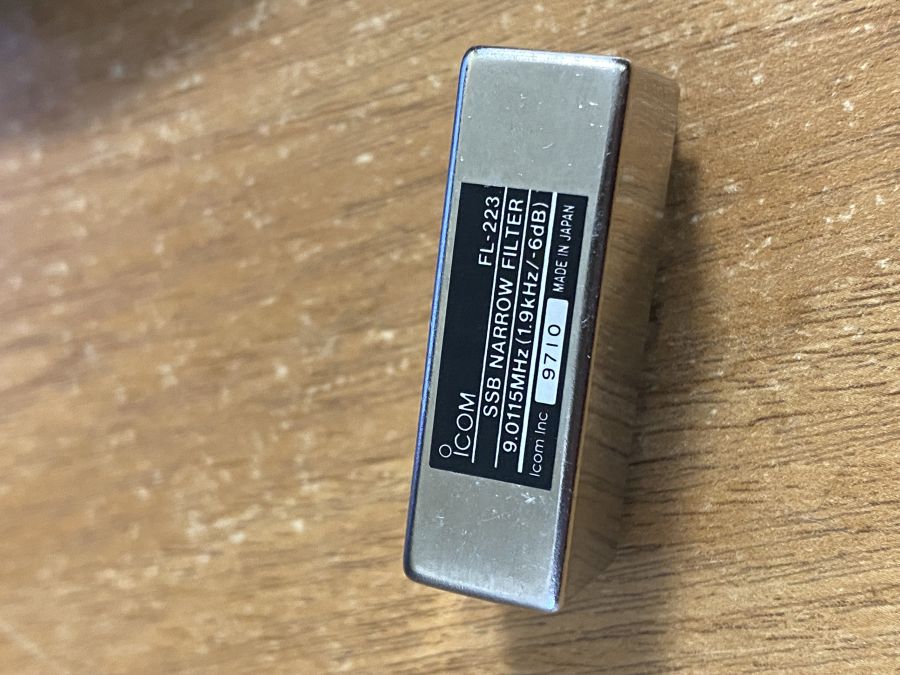 ICOM FL-223
SSB NARROW FILTER
9.0115MHz (1.9kHz/-6dB)
Icom Inc 9710 MADE IN JAPAN